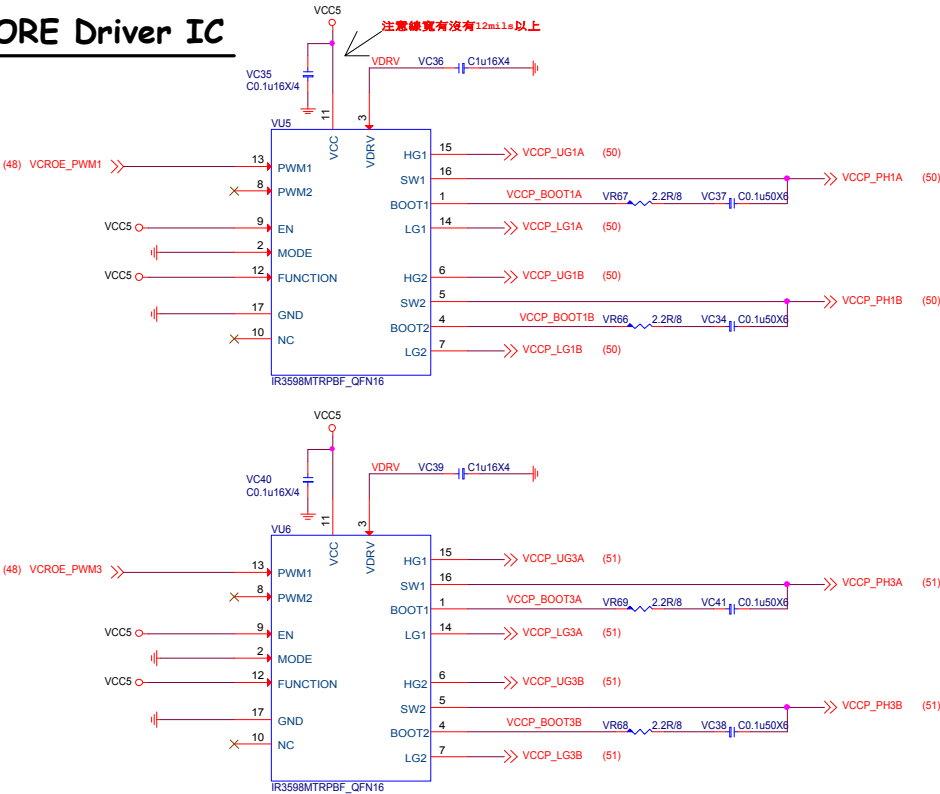 ORE Driver IC
VCC5
注意線寬有沒有12mils以上
VC35
C0.1u16X/4
VDRV VC36 C1u16X4
VU5
11
3
VCC
VDRV
(48) VCROE_PWM1
13 PWM1
8 PWM2
VCC5 9 EN
2 MODE
VCC5 12 FUNCTION
17 GND
10 NC
HG1 15 VCCP_UG1A (50)
SW1 16 VCCP_PH1A (50)
BOOT1 1 VCCP_BOOT1A VR67 2.2R/8 VC37 C0.1u50X6
LG1 14 VCCP_LG1A (50)
HG2 6 VCCP_UG1B (50)
SW2 5 VCCP_PH1B (50)
BOOT2 4 VCCP_BOOT1B VR66 2.2R/8 VC34 C0.1u50X6
LG2 7 VCCP_LG1B (50)
IR3598MTRPBF_QFN16
VCC5
VC40
C0.1u16X/4
VDRV VC39 C1u16X4
VU6
11
3
VCC
VDRV
(48) VCROE_PWM3
13 PWM1
8 PWM2
VCC5 9 EN
2 MODE
VCC5 12 FUNCTION
17 GND
10 NC
HG1 15 VCCP_UG3A (51)
SW1 16 VCCP_PH3A (51)
BOOT1 1 VCCP_BOOT3A VR69 2.2R/8 VC41 C0.1u50X6
LG1 14 VCCP_LG3A (51)
HG2 6 VCCP_UG3B (51)
SW2 5 VCCP_PH3B (51)
BOOT2 4 VCCP_BOOT3B VR68 2.2R/8 VC38 C0.1u50X6
LG2 7 VCCP_LG3B (51)
IR3598MTRPBF_QFN16